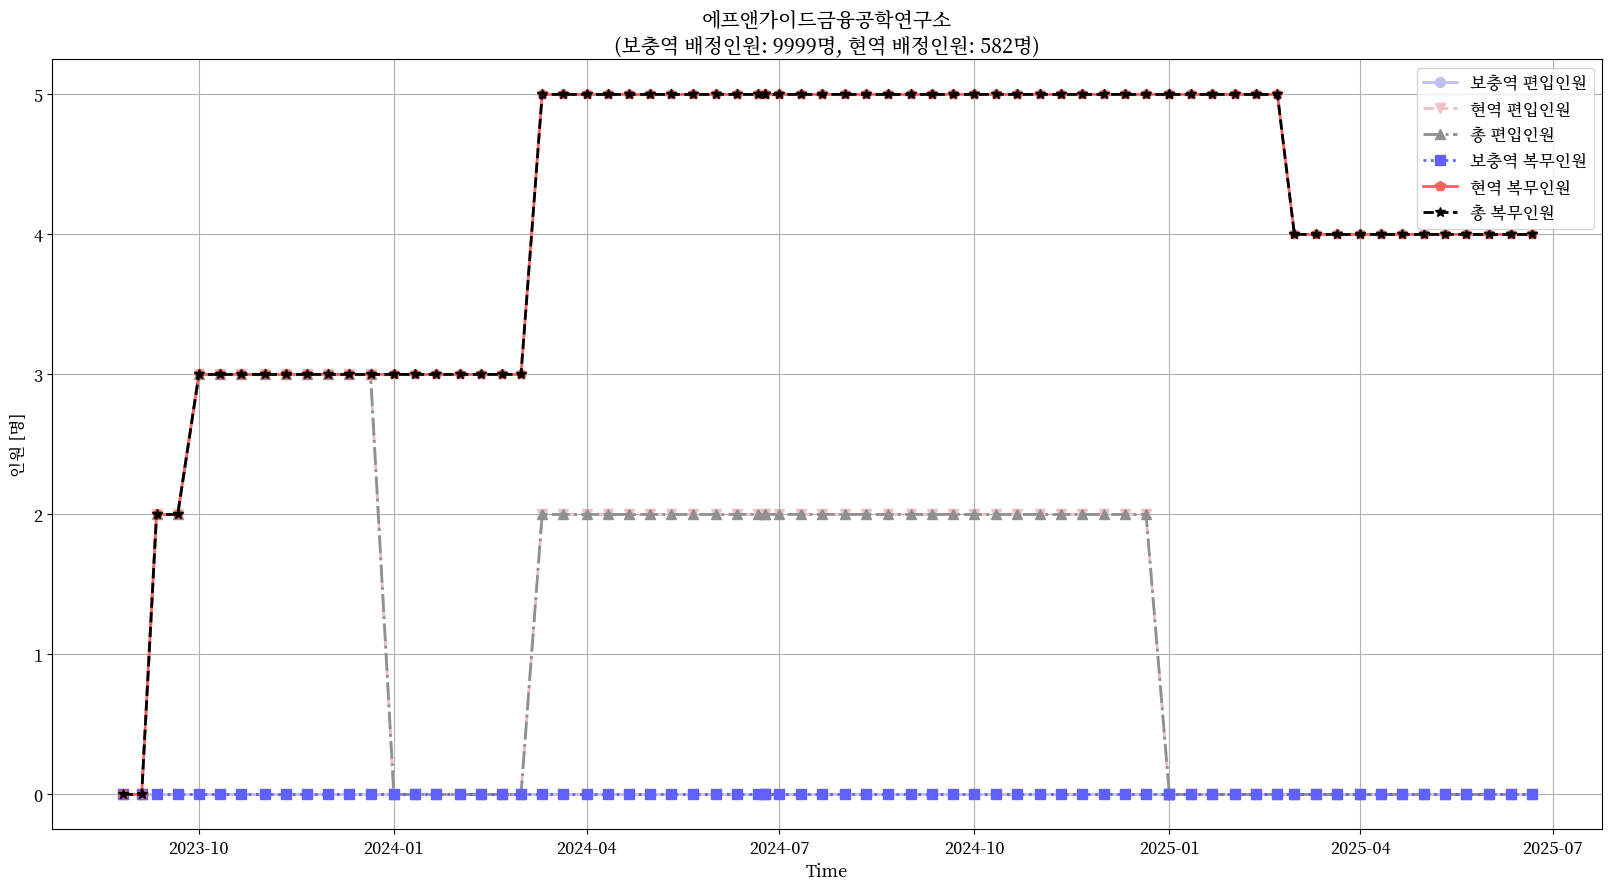 에프앤가이드금융공학연구소
(보충역 배정인원: 9999명, 현역 배정인원: 582명)
보충역 편입인원
현역 편입인원
총 편입인원
보충역 복무인원
현역 복무인원
총 복무인원
인원 [명]
5
4
3
2
1
0
2023-10
2024-01
2024-04
2024-07
2024-10
2025-01
2025-04
2025-07
Time